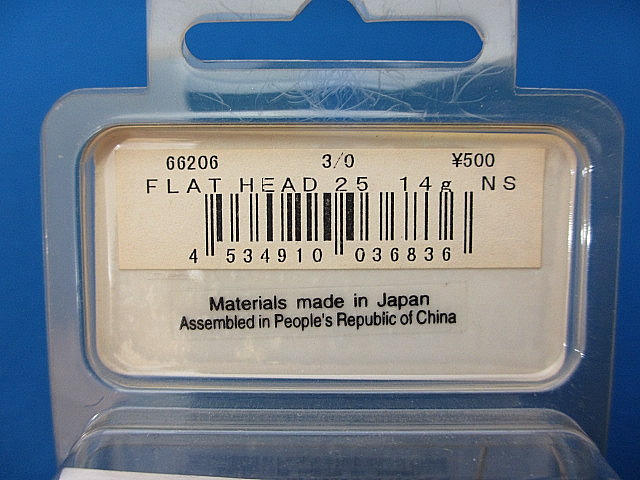 66206 3/0 ¥500
FLAT HEAD 25 14g NS
4 534910 036836
Materials made in Japan
Assembled in People's Republic of China